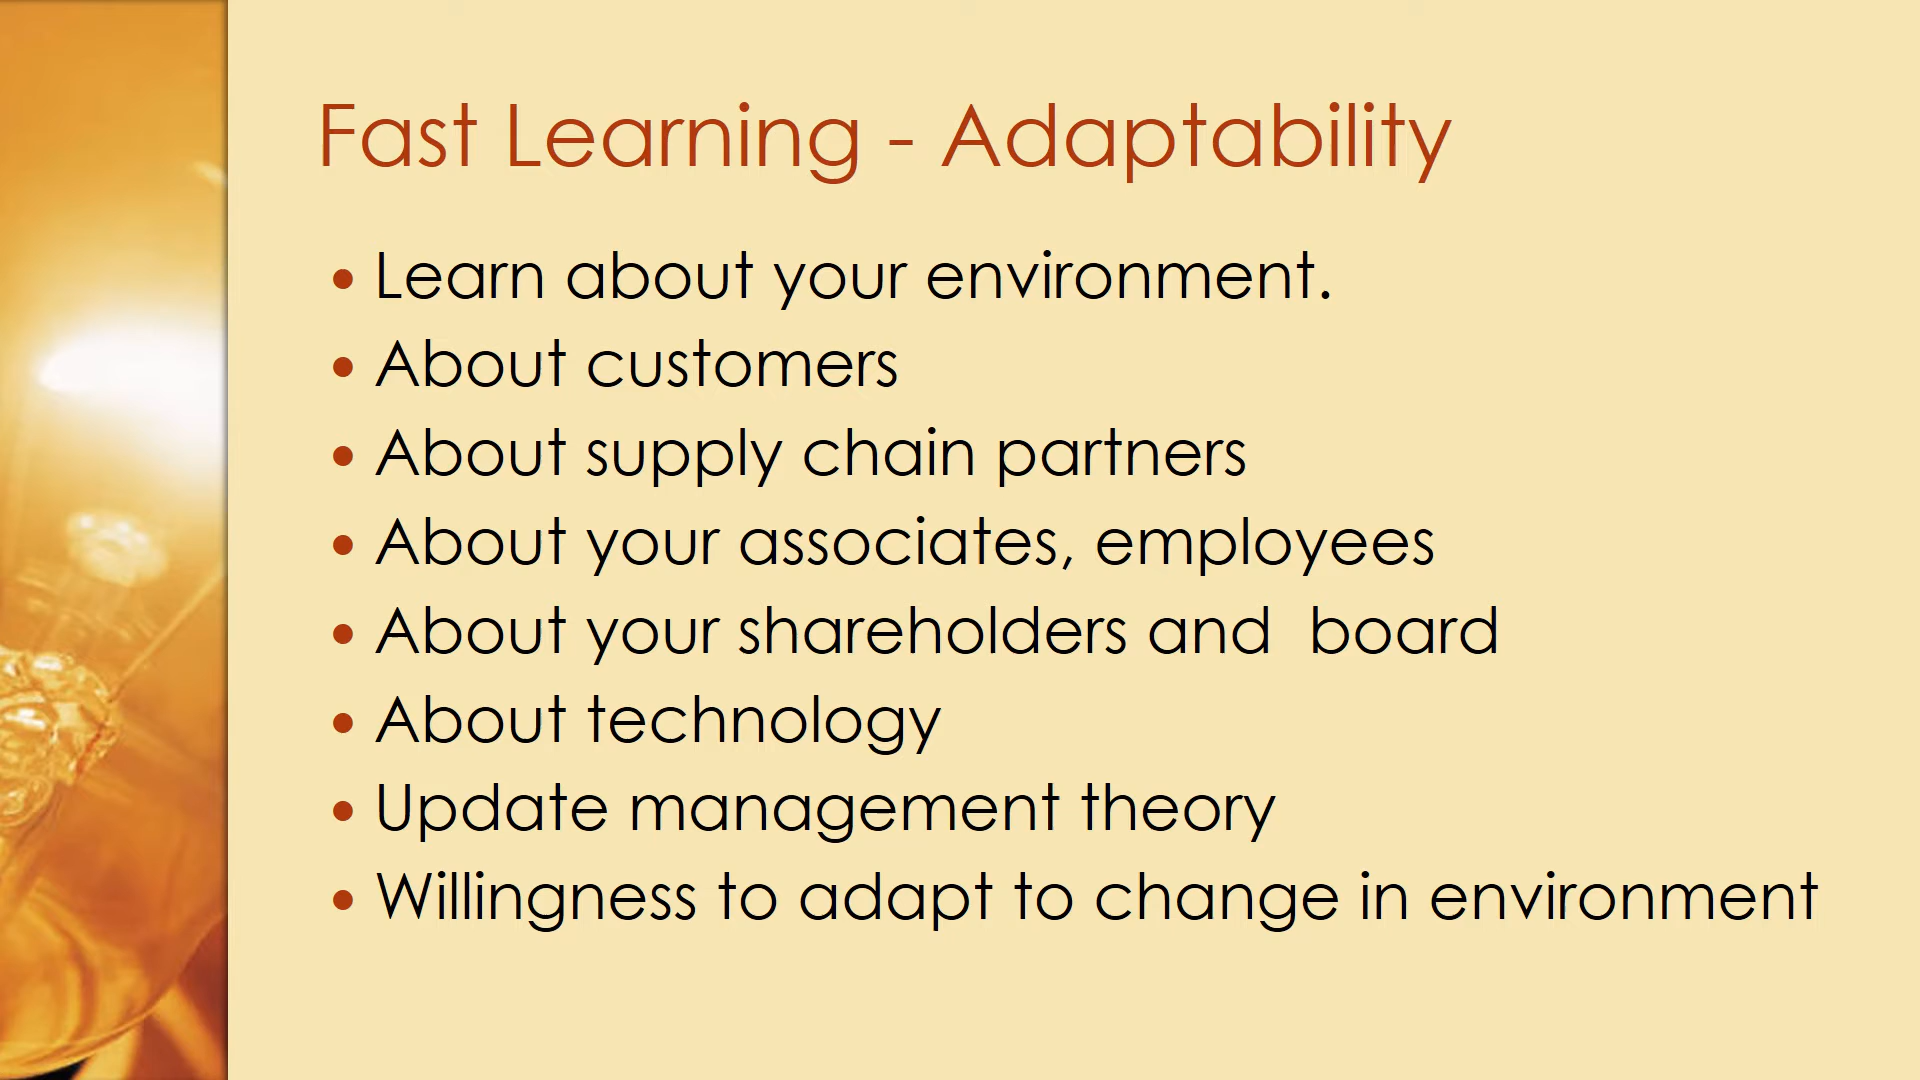 Fast Learning - Adaptability
• Learn about your environment.
• About customers
• About supply chain partners
• About your associates, employees
• About your shareholders and  board
• About technology
• Update management theory
• Willingness to adapt to change in environment